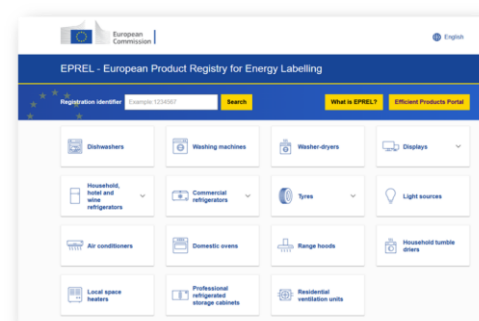 European
Commission
English
EPREL - European Product Registry for Energy Labelling
Registration identifier
Example 1234567
Search
What is EPREL?
Efficient Products Portal
Dishwashers
Washing machines
Washer-dryers
Displays
Household,
hotel and
wine
refrigerators
Commercial
refrigerators
Tyres
Light sources
Air conditioners
Domestic ovens
Range hoods
Household tumble
driers
Local space
heaters
Professional
refrigerated
storage cabinets
Residential
ventilation units